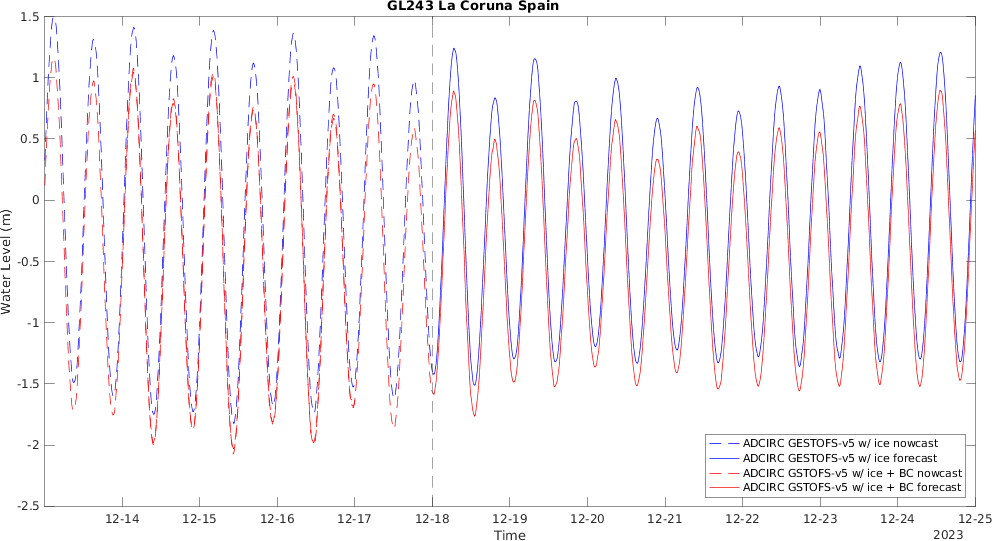 GL243 La Coruna Spain
1.5
1
0.5
0
-0.5
-1
-1.5
-2
-2.5
Water Level (m)
ADCIRC GESTOFS-v5 w/ ice nowcast
ADCIRC GESTOFS-v5 w/ ice forecast
ADCIRC GSTOFS-v5 w/ ice + BC nowcast
ADCIRC GSTOFS-v5 w/ ice + BC forecast
12-14 12-15 12-16 12-17 12-18 12-19 12-20 12-21 12-22 12-23 12-24 12-25
Time
2023